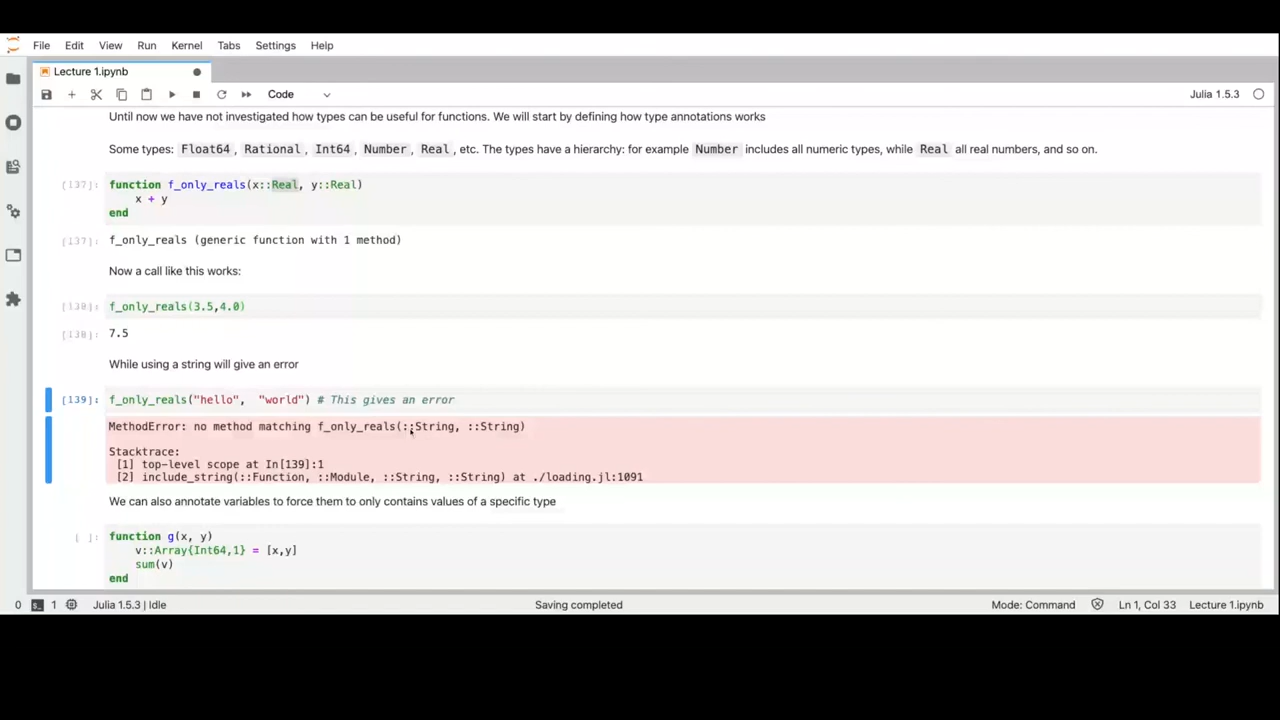 File Edit View Run Kernel Tabs Settings Help
Lecture 1.ipynb
Code
Julia 1.5.3
Until now we have not investigated how types can be useful for functions. We will start by defining how type annotations works
Some types: Float64, Rational, Int64, Number, Real, etc. The types have a hierarchy: for example Number includes all numeric types, while Real all real numbers, and so on.
[137]: function f_only_reals(x::Real, y::Real)
x + y
end
[137]: f_only_reals (generic function with 1 method)
Now a call like this works:
[138]: f_only_reals(3.5,4.0)
[138]: 7.5
While using a string will give an error
[139]: f_only_reals("hello",  "world") # This gives an error
MethodError: no method matching f_only_reals(::String, ::String)
Stacktrace:
[1] top-level scope at In[139]:1
[2] include_string(::Function, ::Module, ::String, ::String) at ./loading.jl:1091
We can also annotate variables to force them to only contains values of a specific type
[ ]: function g(x, y)
v::Array{Int64,1} = [x,y]
sum(v)
end
0 1 Julia 1.5.3 | Idle Saving completed Mode: Command Ln 1, Col 33 Lecture 1.ipynb